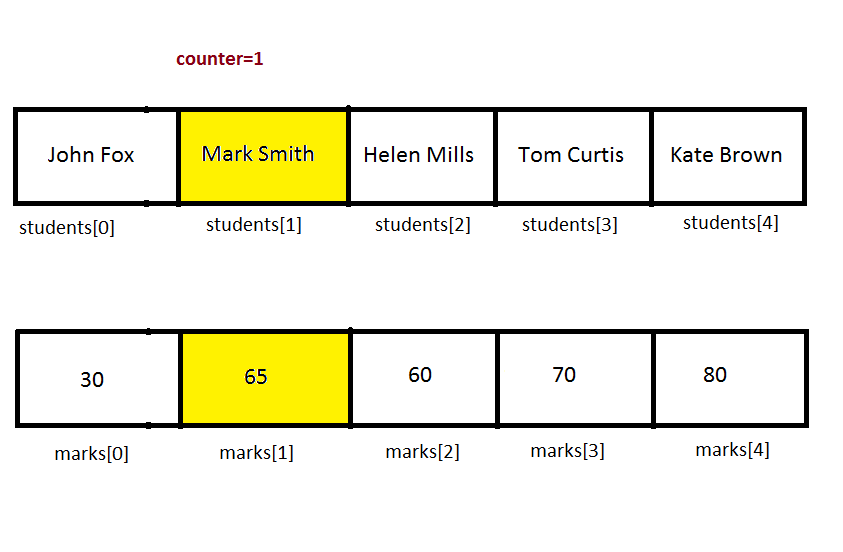 counter=1
John Fox Mark Smith Helen Mills Tom Curtis Kate Brown
students[0] students[1] students[2] students[3] students[4]
30 65 60 70 80
marks[0] marks[1] marks[2] marks[3] marks[4]